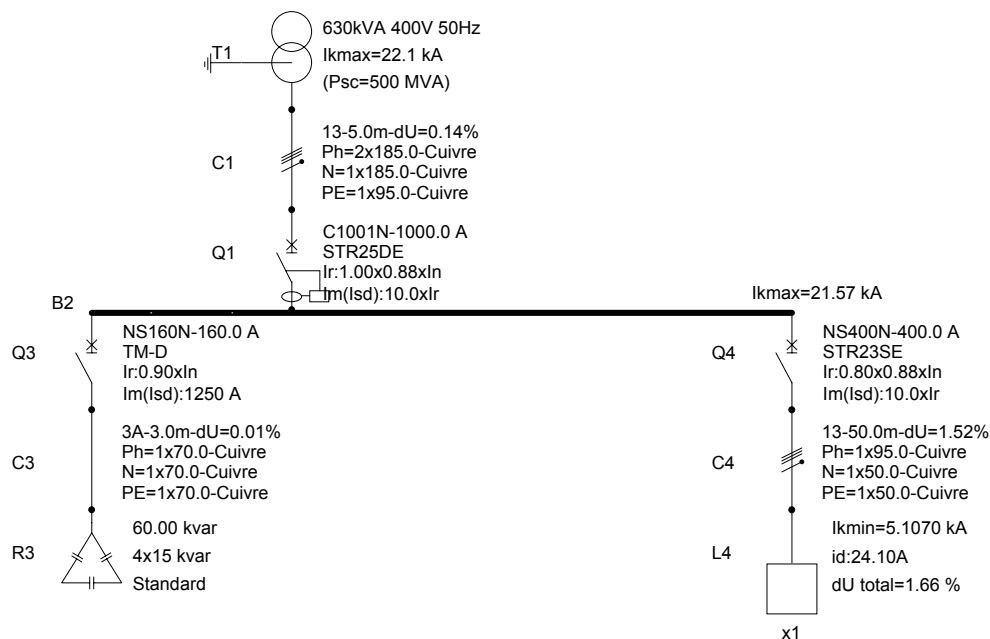 T1
630kVA 400V 50Hz
Ikmax=22.1 kA
(Psc=500 MVA)
C1
13-5.0m-dU=0.14%
Ph=2x185.0-Cuivre
N=1x185.0-Cuivre
PE=1x95.0-Cuivre
Q1
C1001N-1000.0 A
STR25DE
Ir:1.00x0.88xIn
Im(Isd):10.0xIr
B2
Ikmax=21.57 kA
Q3
NS160N-160.0 A
TM-D
Ir:0.90xIn
Im(Isd):1250 A
C3
3A-3.0m-dU=0.01%
Ph=1x70.0-Cuivre
N=1x70.0-Cuivre
PE=1x70.0-Cuivre
R3
60.00 kvar
4x15 kvar
Standard
Q4
NS400N-400.0 A
STR23SE
Ir:0.80x0.88xIn
Im(Isd):10.0xIr
C4
13-50.0m-dU=1.52%
Ph=1x95.0-Cuivre
N=1x50.0-Cuivre
PE=1x50.0-Cuivre
L4
Ikmin=5.1070 kA
id:24.10A
dU total=1.66 %
x1